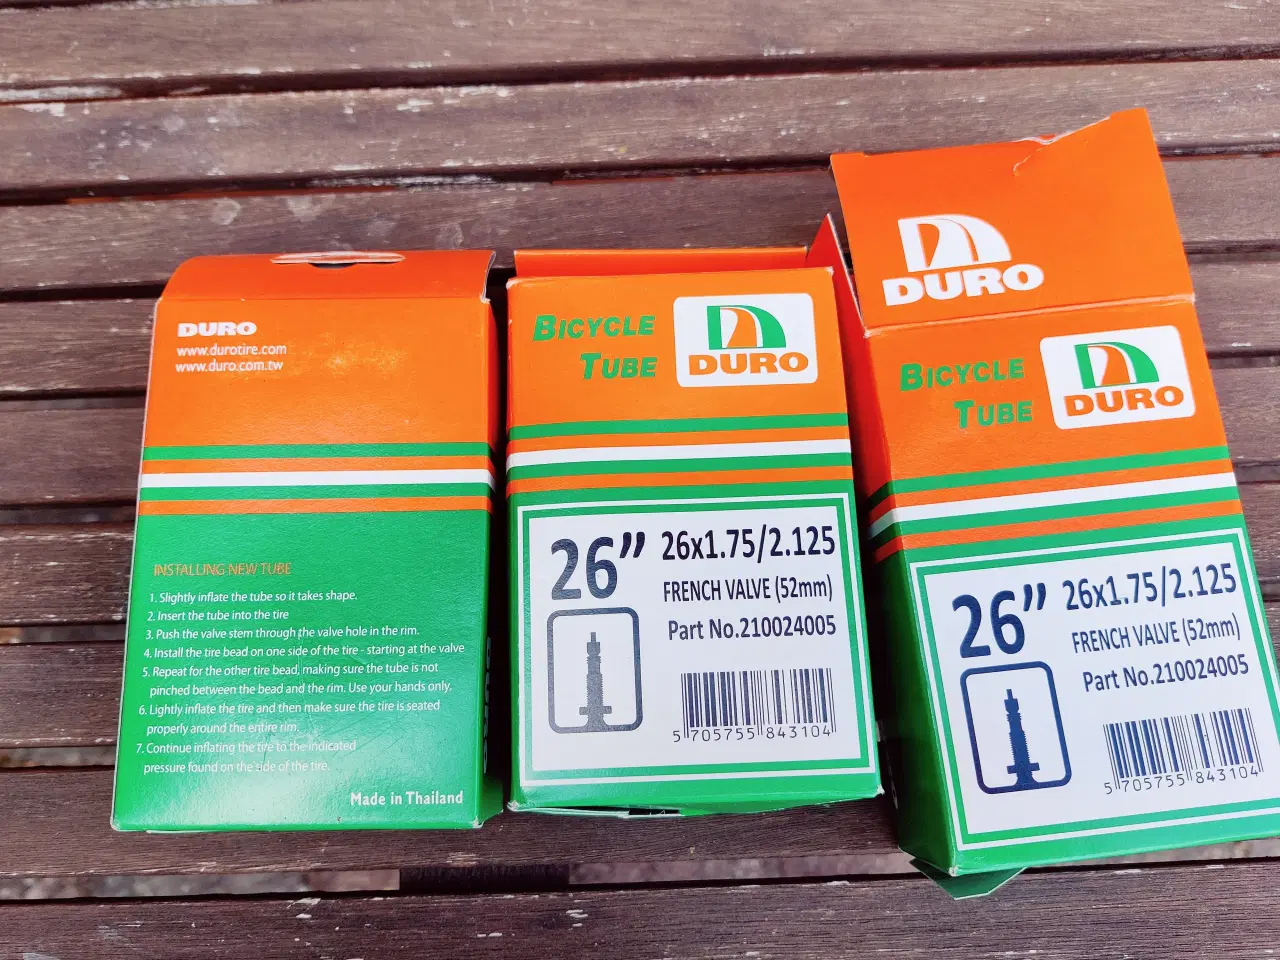 DURO
www.durotire.com
www.duro.com.tw
INSTALLING NEW TUBE
1. Slightly inflate the tube so it takes shape.
2. Insert the tube into the tire
3. Push the valve stem through the valve hole in the rim.
4. Install the tire bead on one side of the tire - starting at the valve
5. Repeat for the other tire bead, making sure the tube is not
pinched between the bead and the rim. Use your hands only.
6. Lightly inflate the tire and then make sure the tire is seated
properly around the entire rim.
7. Continue inflating the tire to the indicated
pressure found on the side of the tire.
Made in Thailand
BICYCLE
TUBE
DURO
26”
26x1.75/2.125
FRENCH VALVE (52mm)
Part No.210024005
5 705755 843104
DURO
BICYCLE
TUBE
DURO
26”
26x1.75/2.125
FRENCH VALVE (52mm)
Part No.210024005
5 705755 843104